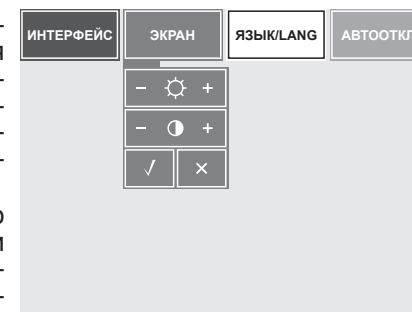 ИНТЕРФЕЙС ЭКРАН ЯЗЫК/LANG АВТООТКЛ
- +
- +
√ ×